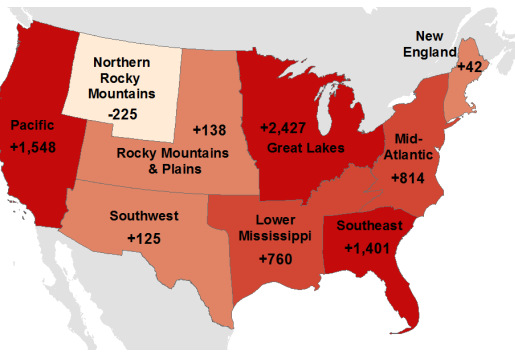 New
England
+42
Northern
Rocky
Mountains
-225
Pacific
+1,548
+138
Rocky Mountains
& Plains
+2,427
Great Lakes
Mid-
Atlantic
+814
Southwest
+125
Lower
Mississippi
+760
Southeast
+1,401